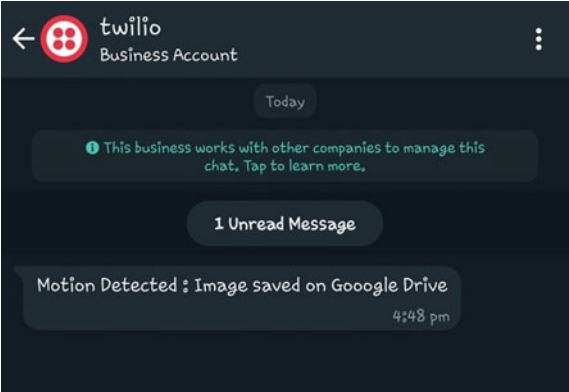 twilio
Business Account
Today
This business works with other companies to manage this
chat. Tap to learn more.
1 Unread Message
Motion Detected : Image saved on Gooogle Drive
4:48 pm